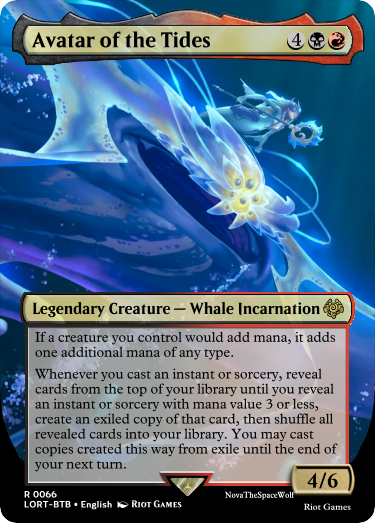 Avatar of the Tides 4
Legendary Creature — Whale Incarnation
If a creature you control would add mana, it adds
one additional mana of any type.
Whenever you cast an instant or sorcery, reveal
cards from the top of your library until you reveal
an instant or sorcery with mana value 3 or less,
create an exiled copy of that card, then shuffle all
revealed cards into your library. You may cast
copies created this way from exile until the end of
your next turn.
4/6
R 0066
LORT-BTB • English Riot Games
NovaTheSpaceWolf
Riot Games